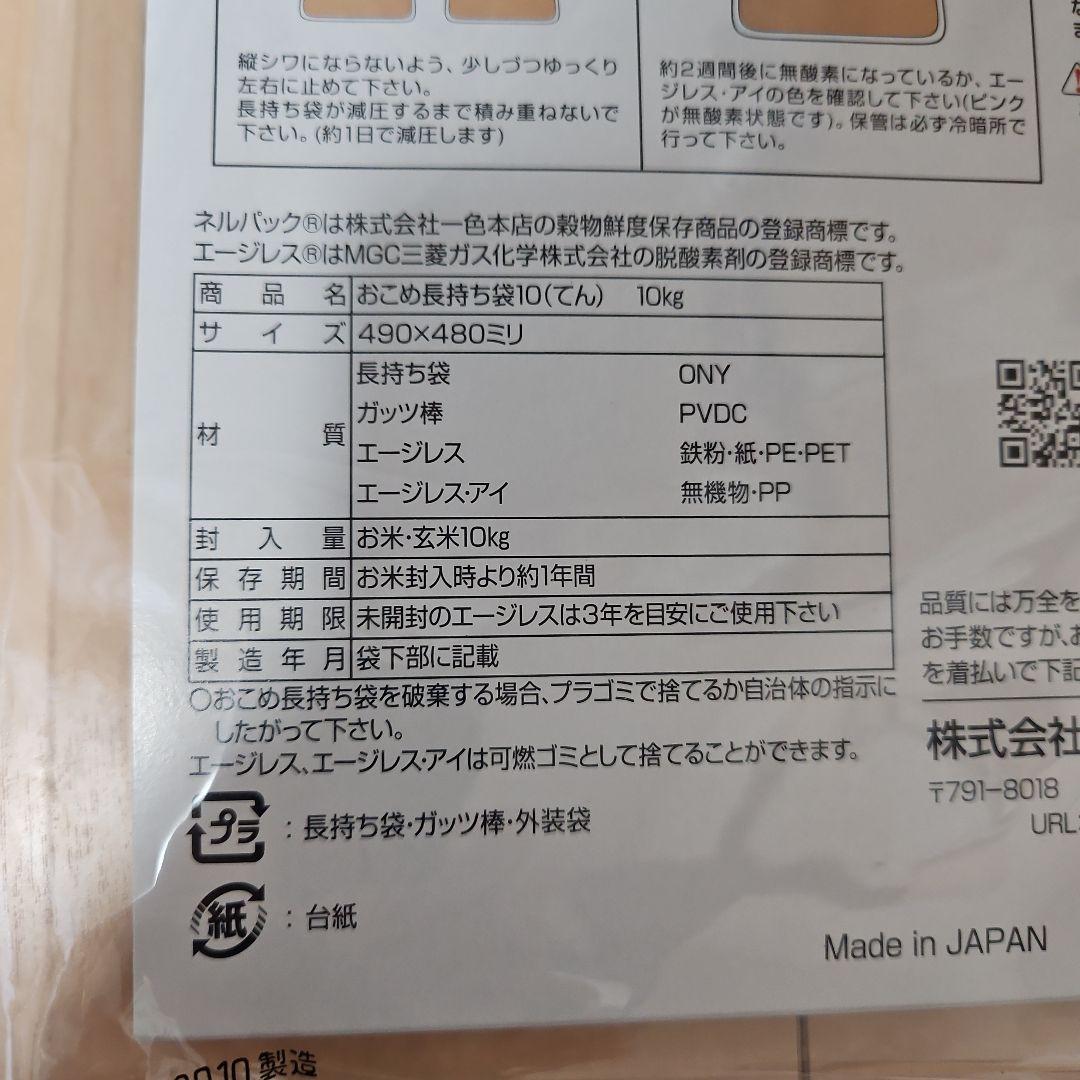 縦シワにならないよう、少しづつゆっくり
左右に止めて下さい。
長持ち袋が減圧するまで積み重ねないで
下さい。(約1日で減圧します)
約2週間後に無酸素になっているか、エー
ジレス・アイの色を確認して下さい(ピンク
が無酸素状態です)。保管は必ず冷暗所で
行って下さい。
ネルパック®は株式会社一色本店の穀物鮮度保存商品の登録商標です。
エージレス®はMGC三菱ガス化学株式会社の脱酸素剤の登録商標です。
商品名 おこめ長持ち袋10(てん) 10kg
サイズ 490×480ミリ
材質 長持ち袋 ONY
ガッツ棒 PVDC
エージレス 鉄粉・紙・PE・PET
エージレス・アイ 無機物・PP
封入量 お米・玄米10kg
保存期間 お米封入時より約1年間
使用期限 未開封のエージレスは3年を目安にご使用下さい
製造年月 袋下部に記載
○おこめ長持ち袋を破棄する場合、プラゴミで捨てるか自治体の指示に
したがって下さい。
エージレス、エージレス・アイは可燃ゴミとして捨てることができます。
プラ : 長持ち袋・ガッツ棒・外装袋
紙 : 台紙
品質には万全を
お手数ですが、お
を着払いで下記
株式会社
〒791-8018
URL
Made in JAPAN
10 製造